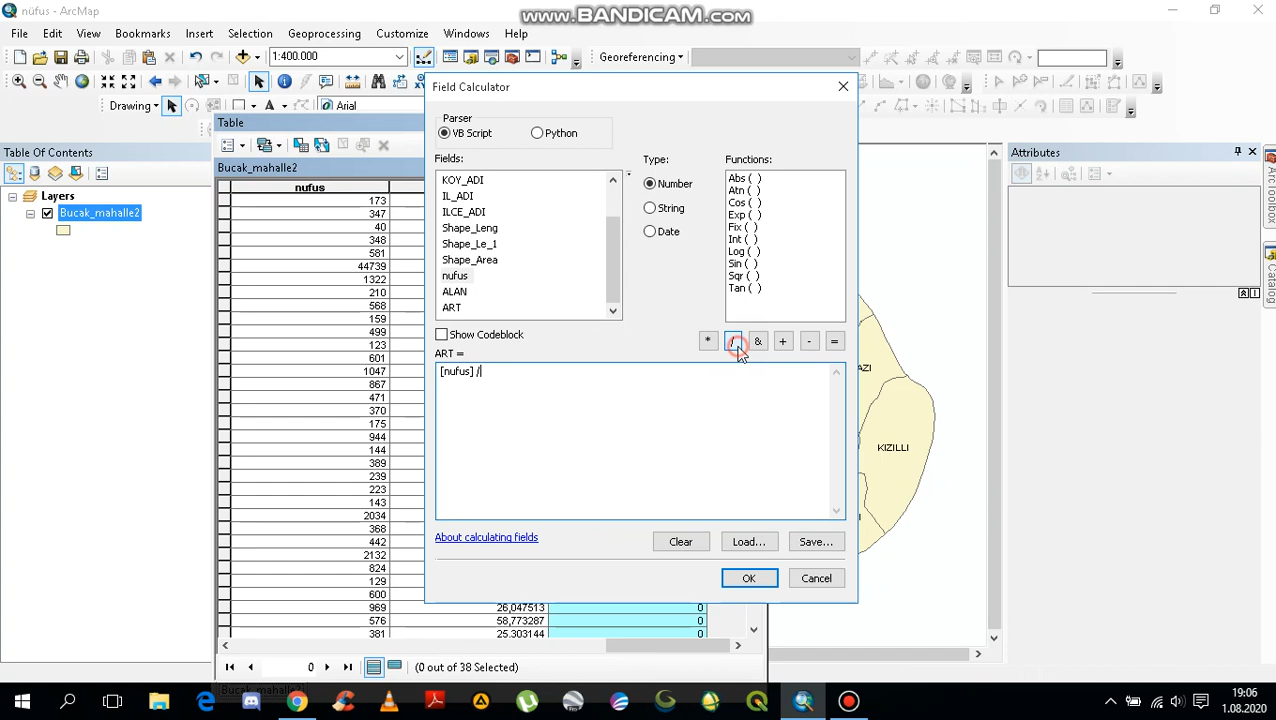 nüfus - ArcMap
www.BANDICAM.com
File Edit View Bookmarks Insert Selection Geoprocessing Customize Windows Help
1:400.000
Georeferencing
Drawing
A
Arial
Table Of Contents
Layers
Bucak_mahalle2
Table
Bucak_mahalle2
nufus
173
347
40
348
581
44739
1322
210
568
159
499
123
601
1047
867
471
370
175
944
144
389
239
223
143
2034
368
442
2132
824
129
600
969 26,047513 0
576 58,773287 0
381 25,303144 0
0 (0 out of 38 Selected)
Bucak_mahalle2
Field Calculator
Parser
VB Script Python
Fields:
KOY_ADI
IL_ADI
ILCE_ADI
Shape_Leng
Shape_Le_1
Shape_Area
nufus
ALAN
ART
Type:
Number
String
Date
Functions:
Abs ( )
Atn ( )
Cos ( )
Exp ( )
Fix ( )
Int ( )
Log ( )
Sin ( )
Sqr ( )
Tan ( )
Show Codeblock
* / & + - =
ART =
[nufus] /
About calculating fields
Clear Load... Save...
OK Cancel
KIZILLI
Attributes
ArcToolbox
Catalog
19:06
1.08.2020